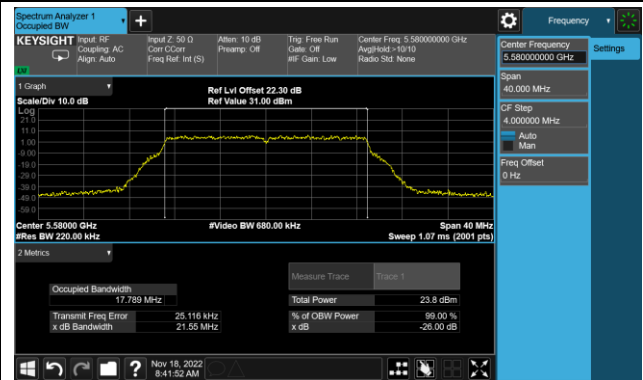 Spectrum Analyzer 1
Occupied BW
Frequency
KEYSIGHT
Input: RF
Coupling: AC
Align: Auto
Input Z: 50 Ω
Corr CCorr
Freq Ref: Int (S)
Atten: 10 dB
Preamp: Off
Trig: Free Run
Gate: Off
#IF Gain: Low
Center Freq: 5.580000000 GHz
Avg|Hold:>10/10
Radio Std: None
Center Frequency
5.580000000 GHz
Settings
Span
40.000 MHz
CF Step
4.000000 MHz
Auto
Man
Freq Offset
0 Hz
1 Graph
Scale/Div 10.0 dB
Ref Lvl Offset 22.30 dB
Ref Value 31.00 dBm
Log
21.0
11.0
1.00
-9.00
-19.0
-29.0
-39.0
-49.0
-59.0
Center 5.58000 GHz
#Video BW 680.00 kHz
Span 40 MHz
#Res BW 220.00 kHz
Sweep 1.07 ms (2001 pts)
2 Metrics
Measure Trace
Trace 1
Occupied Bandwidth
17.789 MHz
Total Power
23.8 dBm
Transmit Freq Error
25.116 kHz
% of OBW Power
99.00 %
x dB Bandwidth
21.55 MHz
x dB
-26.00 dB
Nov 18, 2022
8:41:52 AM